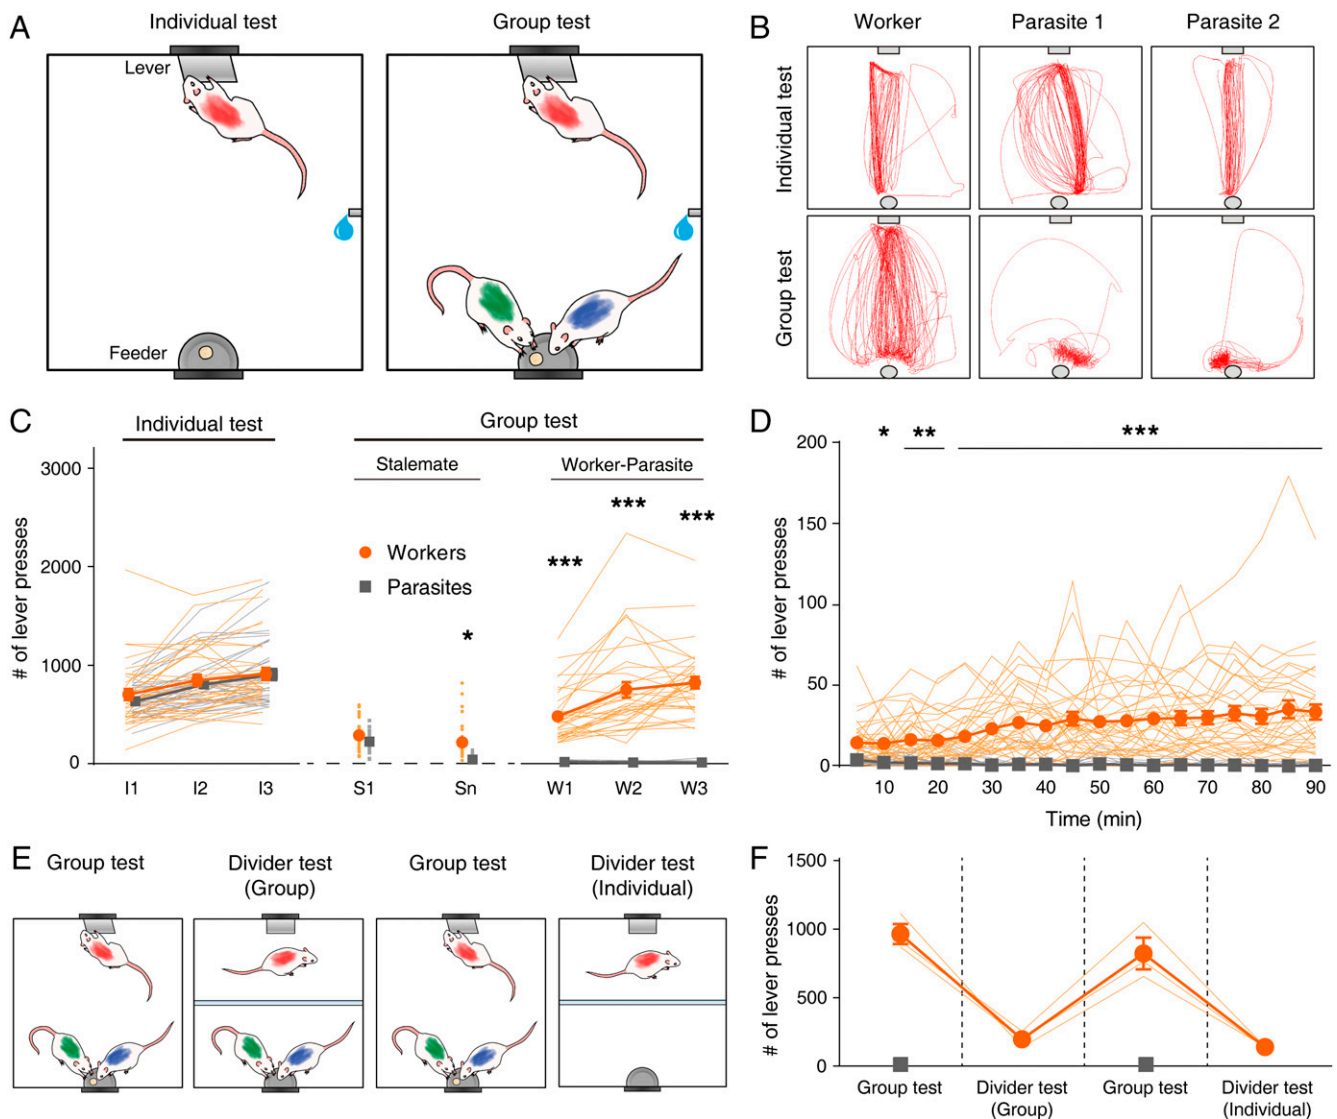 A
Individual test
Group test
Lever
Feeder
B
Worker
Parasite 1
Parasite 2
Individual test
Group test
C
Individual test
Group test
Stalemate
Worker-Parasite
# of lever presses
3000
2000
1000
0
Workers
Parasites
***
***
***
*
I1
I2
I3
S1
Sn
W1
W2
W3
D
*
**
***
# of lever presses
200
150
100
50
0
10
20
30
40
50
60
70
80
90
Time (min)
E
Group test
Divider test
(Group)
Group test
Divider test
(Individual)
F
# of lever presses
1500
1000
500
0
Group test
Divider test
(Group)
Group test
Divider test
(Individual)